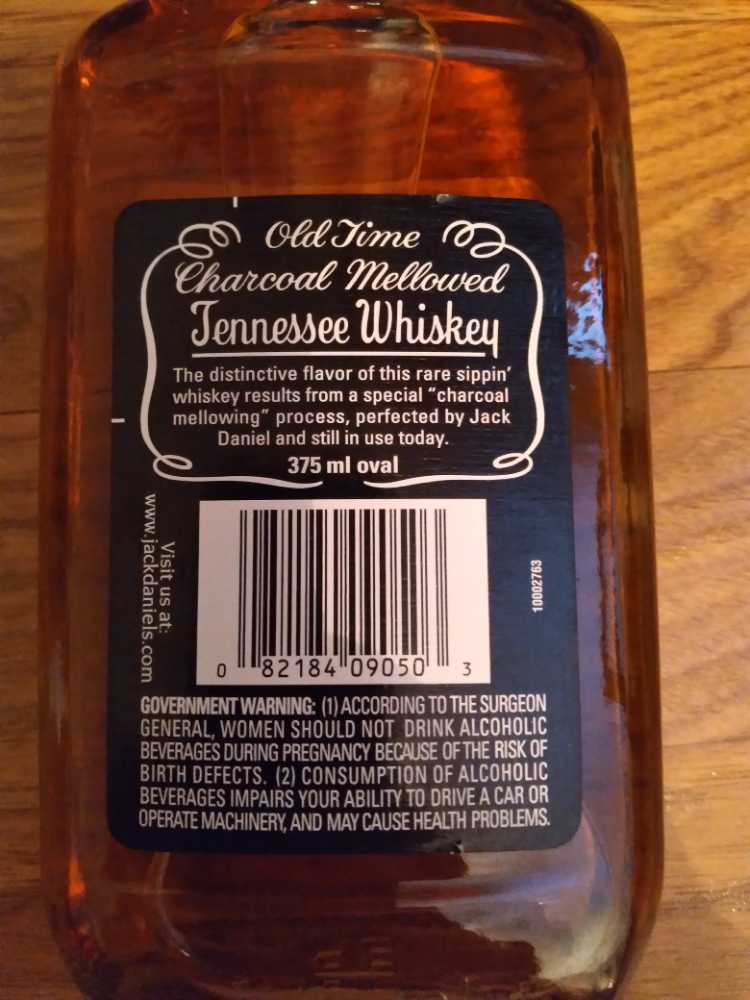 Old Time
Charcoal Mellowed
Tennessee Whiskey
The distinctive flavor of this rare sippin'
whiskey results from a special “charcoal
mellowing” process, perfected by Jack
Daniel and still in use today.
375 ml oval
Visit us at:
www.jackdaniels.com
0 82184 09050 3
10002763
GOVERNMENT WARNING: (1) ACCORDING TO THE SURGEON
GENERAL, WOMEN SHOULD NOT DRINK ALCOHOLIC
BEVERAGES DURING PREGNANCY BECAUSE OF THE RISK OF
BIRTH DEFECTS. (2) CONSUMPTION OF ALCOHOLIC
BEVERAGES IMPAIRS YOUR ABILITY TO DRIVE A CAR OR
OPERATE MACHINERY, AND MAY CAUSE HEALTH PROBLEMS.